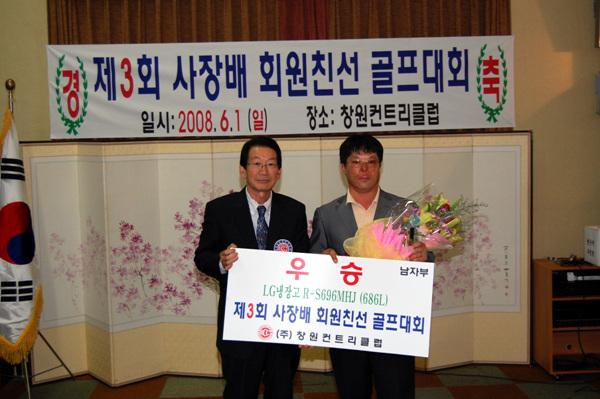 경 축
제3회 사장배 회원친선 골프대회
일시: 2008.6.1 (일) 장소: 창원컨트리클럽
우승 남자부
LG냉장고 R-S696MHJ (686L)
제3회 사장배 회원친선 골프대회
(주) 창원컨트리클럽